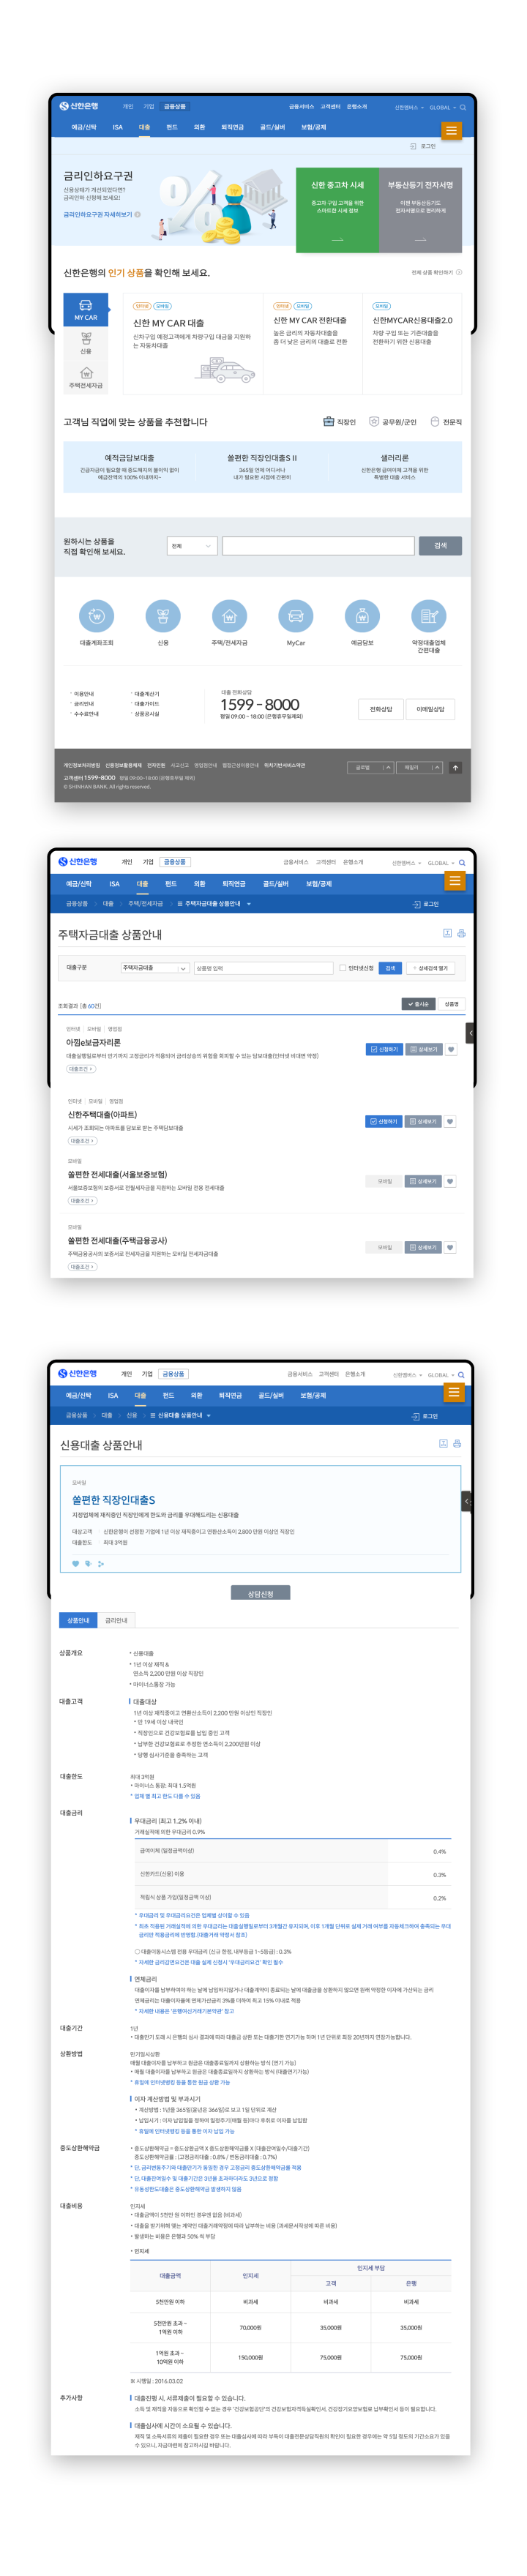 신한은행 개인 기업 금융상품 금융서비스 고객센터 은행소개 신한멤버스 GLOBAL
예금/신탁 ISA 대출 펀드 외환 퇴직연금 골드/실버 보험/공제
로그인
금리인하요구권
신용상태가 개선되었다면?
금리인하 신청해 보세요!
금리인하요구권 자세히보기
신한 중고차 시세
중고차 구입 고객을 위한
스마트한 시세 정보
부동산등기 전자서명
이젠 부동산등기도
전자서명으로 편리하게
신한은행의 인기 상품을 확인해 보세요.
전체 상품 확인하기
MY CAR
신용
주택전세자금
인터넷 모바일
신한 MY CAR 대출
신차구입 예정고객에게 차량구입 대금을 지원하
는 자동차대출
인터넷 모바일
신한 MY CAR 전환대출
높은 금리의 자동차대출을
좀 더 낮은 금리의 대출로 전환
모바일
신한MYCAR신용대출2.0
차량 구입 또는 기존대출을
전환하기 위한 신용대출
고객님 직업에 맞는 상품을 추천합니다
직장인 공무원/군인 전문직
예적금담보대출
긴급자금이 필요할 때 중도해지의 불이익 없이
예금잔액의 100% 이내까지~
쏠편한 직장인대출S II
365일 언제 어디서나
내가 필요한 시점에 간편히
샐러리론
신한은행 급여이체 고객을 위한
특별한 대출 서비스
원하시는 상품을
직접 확인해 보세요.
전체
검색
대출계좌조회 신용 주택/전세자금 MyCar 예금담보 약정대출업체
간편대출
이용안내
금리안내
수수료안내
대출계산기
대출가이드
상품공시실
대출 전화상담
1599 - 8000
평일 09:00 ~ 18:00 (은행휴무일제외)
전화상담 이메일상담
개인정보처리방침 신용정보활용체제 전자민원 사고신고 영업점안내 웹접근성이용안내 위치기반서비스약관
고객센터 1599-8000 평일 09:00~18:00 (은행휴무일 제외)
© SHINHAN BANK. All rights reserved.
글로벌 패밀리
신한은행 개인 기업 금융상품 금융서비스 고객센터 은행소개 신한멤버스 GLOBAL
예금/신탁 ISA 대출 펀드 외환 퇴직연금 골드/실버 보험/공제
금융상품 대출 주택/전세자금 주택자금대출 상품안내 로그인
주택자금대출 상품안내
대출구분 주택자금대출 상품명 입력 인터넷신청 검색 상세검색 열기
조회결과 (총 60건)
출시순 상품명
인터넷 모바일 영업점
아낌e보금자리론
대출실행일로부터 만기까지 고정금리가 적용되어 금리상승의 위험을 회피할 수 있는 담보대출(인터넷 비대면 약정)
대출조건
신청하기 상세보기
인터넷 모바일 영업점
신한주택대출(아파트)
시세가 조회되는 아파트를 담보로 받는 주택담보대출
대출조건
신청하기 상세보기
모바일
쏠편한 전세대출(서울보증보험)
서울보증보험의 보증서로 전월세자금을 지원하는 모바일 전용 전세대출
대출조건
모바일 상세보기
모바일
쏠편한 전세대출(주택금융공사)
주택금융공사의 보증서로 전세자금을 지원하는 모바일 전세자금대출
대출조건
모바일 상세보기
신한은행 개인 기업 금융상품 금융서비스 고객센터 은행소개 신한멤버스 GLOBAL
예금/신탁 ISA 대출 펀드 외환 퇴직연금 골드/실버 보험/공제
금융상품 대출 신용 신용대출 상품안내 로그인
신용대출 상품안내
모바일
쏠편한 직장인대출S
지정업체에 재직중인 직장인에게 한도와 금리를 우대해드리는 신용대출
대상고객 신한은행이 선정한 기업에 1년 이상 재직중이고 연환산소득이 2,800 만원 이상인 직장인
대출한도 최대 3억원
상담신청
상품안내 금리안내
상품개요
신용대출
1년 이상 재직 &
연소득 2,200 만원 이상 직장인
마이너스통장 가능
대출고객
대출대상
1년 이상 재직중이고 연환산소득이 2,200 만원 이상인 직장인
만 19세 이상 내국인
직장인으로 건강보험료를 납입 중인 고객
납부한 건강보험료로 추정한 연소득이 2,200만원 이상
당행 심사기준을 충족하는 고객
대출한도
최대 3억원
마이너스 통장: 최대 1.5억원
* 업체 별 최고 한도 다를 수 있음
대출금리
우대금리 (최고 1.2% 이내)
거래실적에 의한 우대금리 0.9%
급여이체 (일정금액이상) 0.4%
신한카드(신용) 이용 0.3%
적립식 상품 가입(일정금액 이상) 0.2%
* 우대금리 및 우대금리요건은 업체별 상이할 수 있음
* 최초 적용된 거래실적에 의한 우대금리는 대출실행일로부터 3개월간 유지되며, 이후 1개월 단위로 실제 거래 여부를 자동체크하여 충족되는 우대
금리만 적용금리에 반영함.(대출거래 약정서 참조)
대출이동시스템 전용 우대금리 (신규 한함, 내부등급 1~5등급) : 0.3%
* 자세한 금리감면요건은 대출 실제 신청시 '우대금리요건' 확인 필수
연체금리
대출이자를 납부하여야 하는 날에 납입하지않거나 대출계약이 종료되는 날에 대출금을 상환하지 않으면 원래 약정한 이자에 가산되는 금리
연체금리는 대출이자율에 연체가산금리 3%를 더하며 최고 15% 이내로 적용
* 자세한 내용은 '은행여신거래기본약관' 참고
대출기간
1년
대출만기 도래 시 은행의 심사 결과에 따라 대출금 상환 또는 대출기한 연기가능 하며 1년 단위로 최장 20년까지 연장가능합니다.
상환방법
만기일시상환
매월 대출이자를 납부하고 원금은 대출종료일까지 상환하는 방식 (연기 가능)
매월 대출이자를 납부하고 원금은 대출종료일까지 상환하는 방식 (대출연기가능)
* 휴일에 인터넷뱅킹 등을 통한 원금 상환 가능
이자 계산방법 및 부과시기
계산방법 : 1년을 365일(윤년은 366일)로 보고 1일 단위로 계산
납입시기 : 이자 납입일을 정하여 일정주기(매월 등)마다 후취로 이자를 납입함
* 휴일에 인터넷뱅킹 등을 통한 이자 납입 가능
중도상환해약금
중도상환해약금 = 중도상환금액 X 중도상환해약금률 X (대출잔여일수/대출기간)
중도상환해약금률 : (고정금리대출 : 0.8% / 변동금리대출 : 0.7%)
* 단, 금리변동주기와 대출만기가 동일한 경우 고정금리 중도상환해약금률 적용
* 단, 대출잔여일수 및 대출기간은 3년을 초과하더라도 3년으로 정함
* 유동성한도대출은 중도상환해약금 발생하지 않음
대출비용
인지세
대출금액이 5천만 원 이하인 경우엔 없음 (비과세)
대출을 받기위해 맺는 계약인 대출거래약정에 따라 납부하는 비용 (과세문서작성에 따른 비용)
발생하는 비용은 은행과 50% 씩 부담
인지세
대출금액 인지세 인지세 부담
고객 은행
5천만원 이하 비과세 비과세 비과세
5천만원 초과 ~
1억원 이하 70,000원 35,000원 35,000원
1억원 초과 ~
10억원 이하 150,000원 75,000원 75,000원
※ 시행일 : 2016.03.02
추가사항
대출진행 시, 서류제출이 필요할 수 있습니다.
소득 및 재직을 자동으로 확인할 수 없는 경우 '건강보험공단'의 건강보험자격득실확인서, 건강장기요양보험료 납부확인서 등이 필요합니다.
대출심사에 시간이 소요될 수 있습니다.
재직 및 소득서류의 제출이 필요한 경우 또는 대출심사에 따라 부득이 대출전문상담직원의 확인이 필요한 경우에는 약 5일 정도의 기간소요가 있을
수 있으니, 자금마련에 참고하시길 바랍니다.